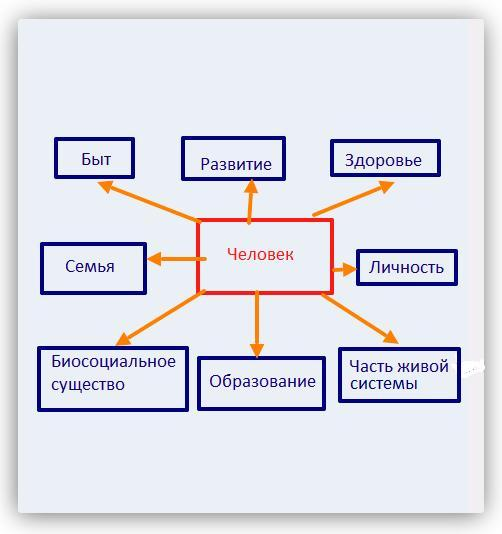 Быт
Развитие
Здоровье
Человек
Семья
Личность
Биосоциальное
существо
Образование
Часть живой
системы